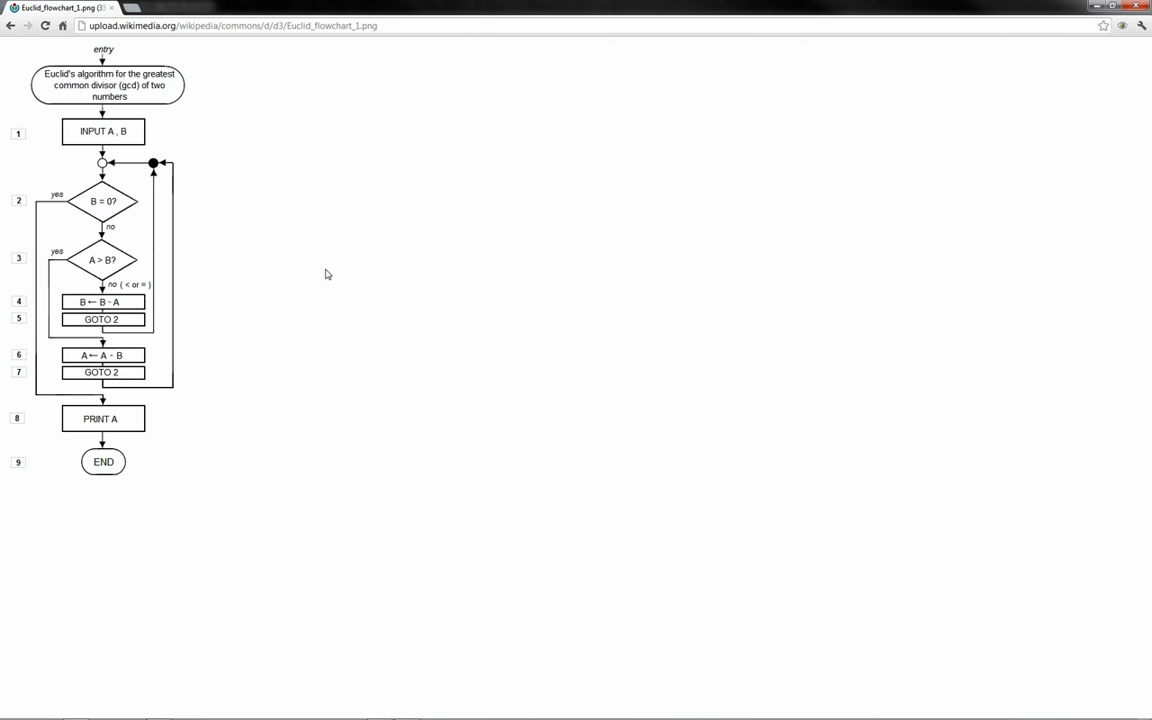 Euclid_flowchart_1.png (33
upload.wikimedia.org/wikipedia/commons/d/d3/Euclid_flowchart_1.png
entry
Euclid's algorithm for the greatest
common divisor (gcd) of two
numbers
1
INPUT A , B
yes
2
B = 0?
no
yes
3
A > B?
no ( < or = )
4
B ← B - A
5
GOTO 2
6
A ← A - B
7
GOTO 2
8
PRINT A
9
END